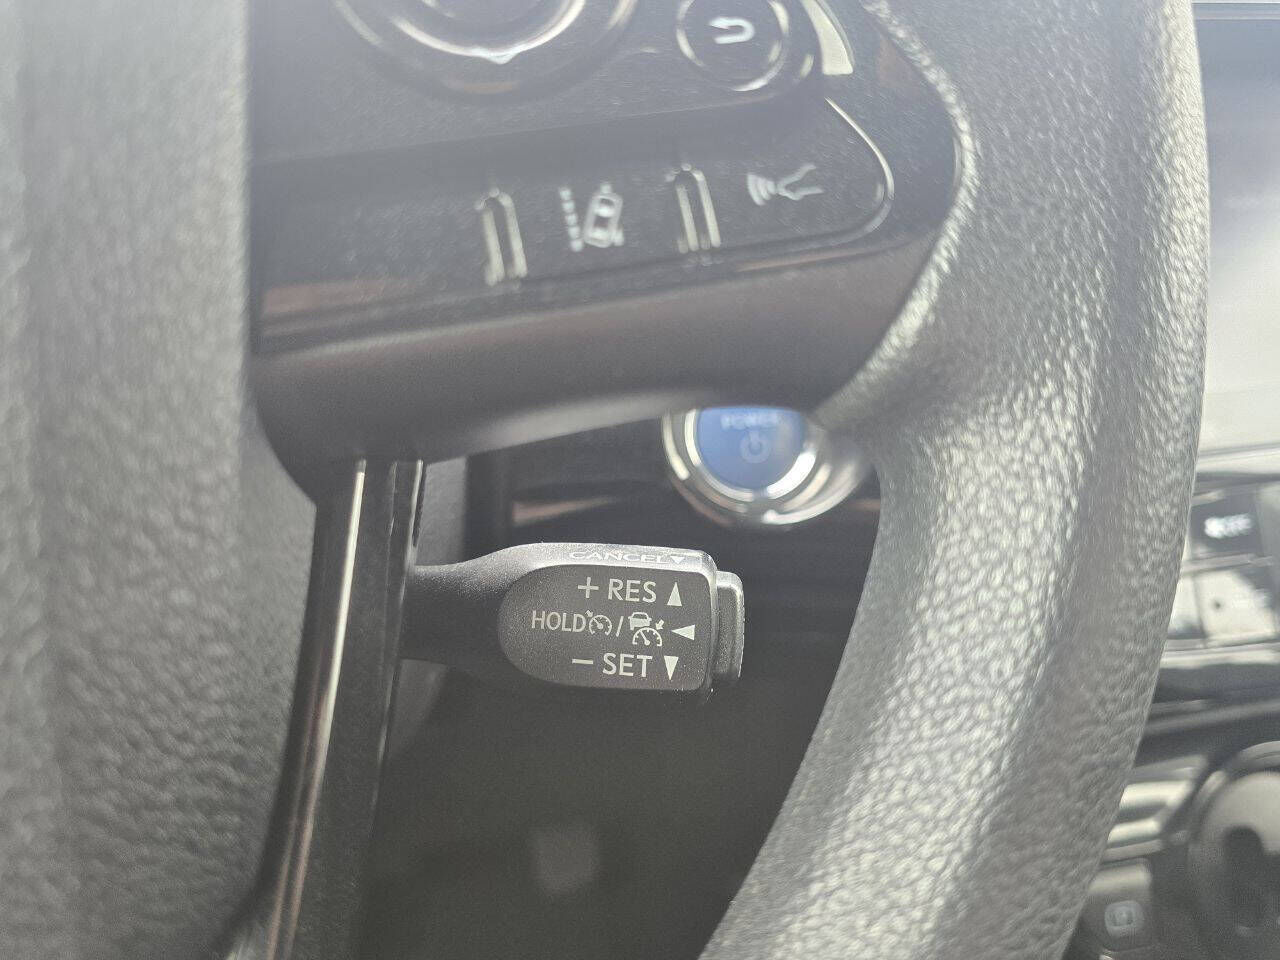 POWER
CANCEL▼
+ RES ▲
HOLD / ◀
− SET ▼